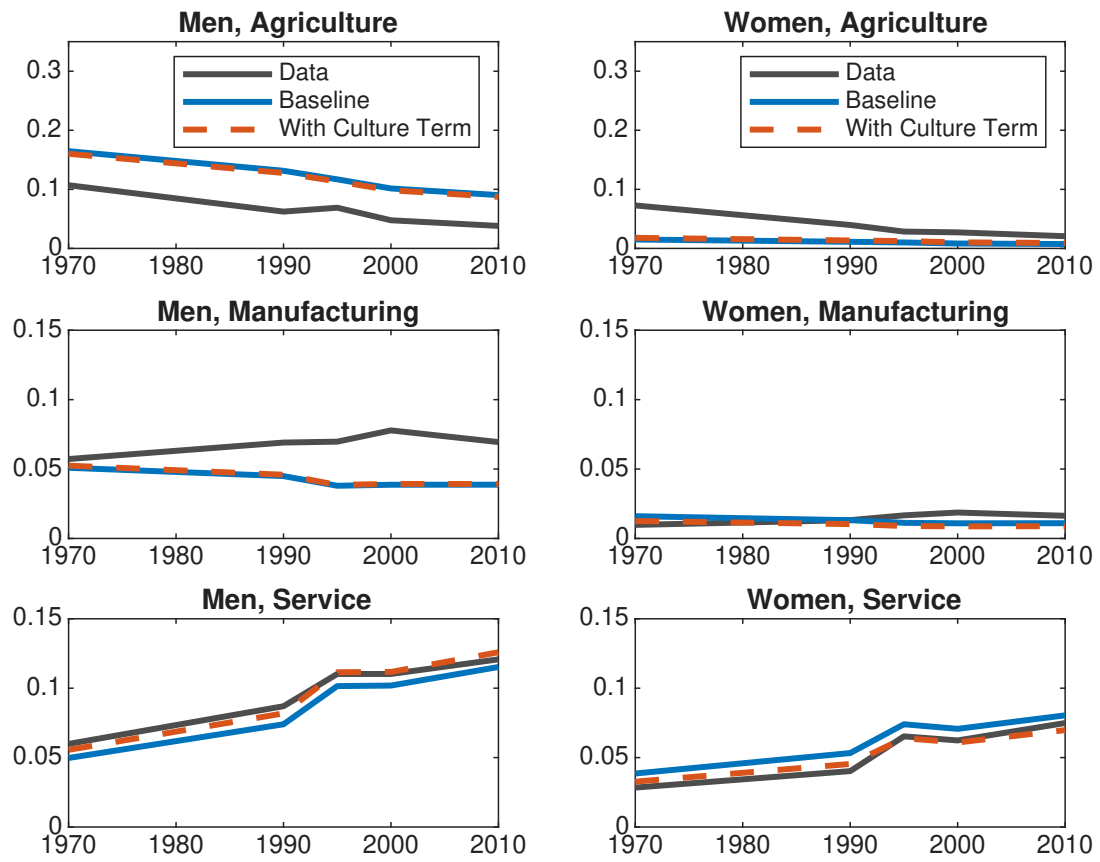 Men, Agriculture
0.3
0.2
0.1
0
1970 1980 1990 2000 2010
Data
Baseline
With Culture Term
Women, Agriculture
0.3
0.2
0.1
0
1970 1980 1990 2000 2010
Data
Baseline
With Culture Term
Men, Manufacturing
0.15
0.1
0.05
0
1970 1980 1990 2000 2010
Women, Manufacturing
0.15
0.1
0.05
0
1970 1980 1990 2000 2010
Men, Service
0.15
0.1
0.05
0
1970 1980 1990 2000 2010
Women, Service
0.15
0.1
0.05
0
1970 1980 1990 2000 2010